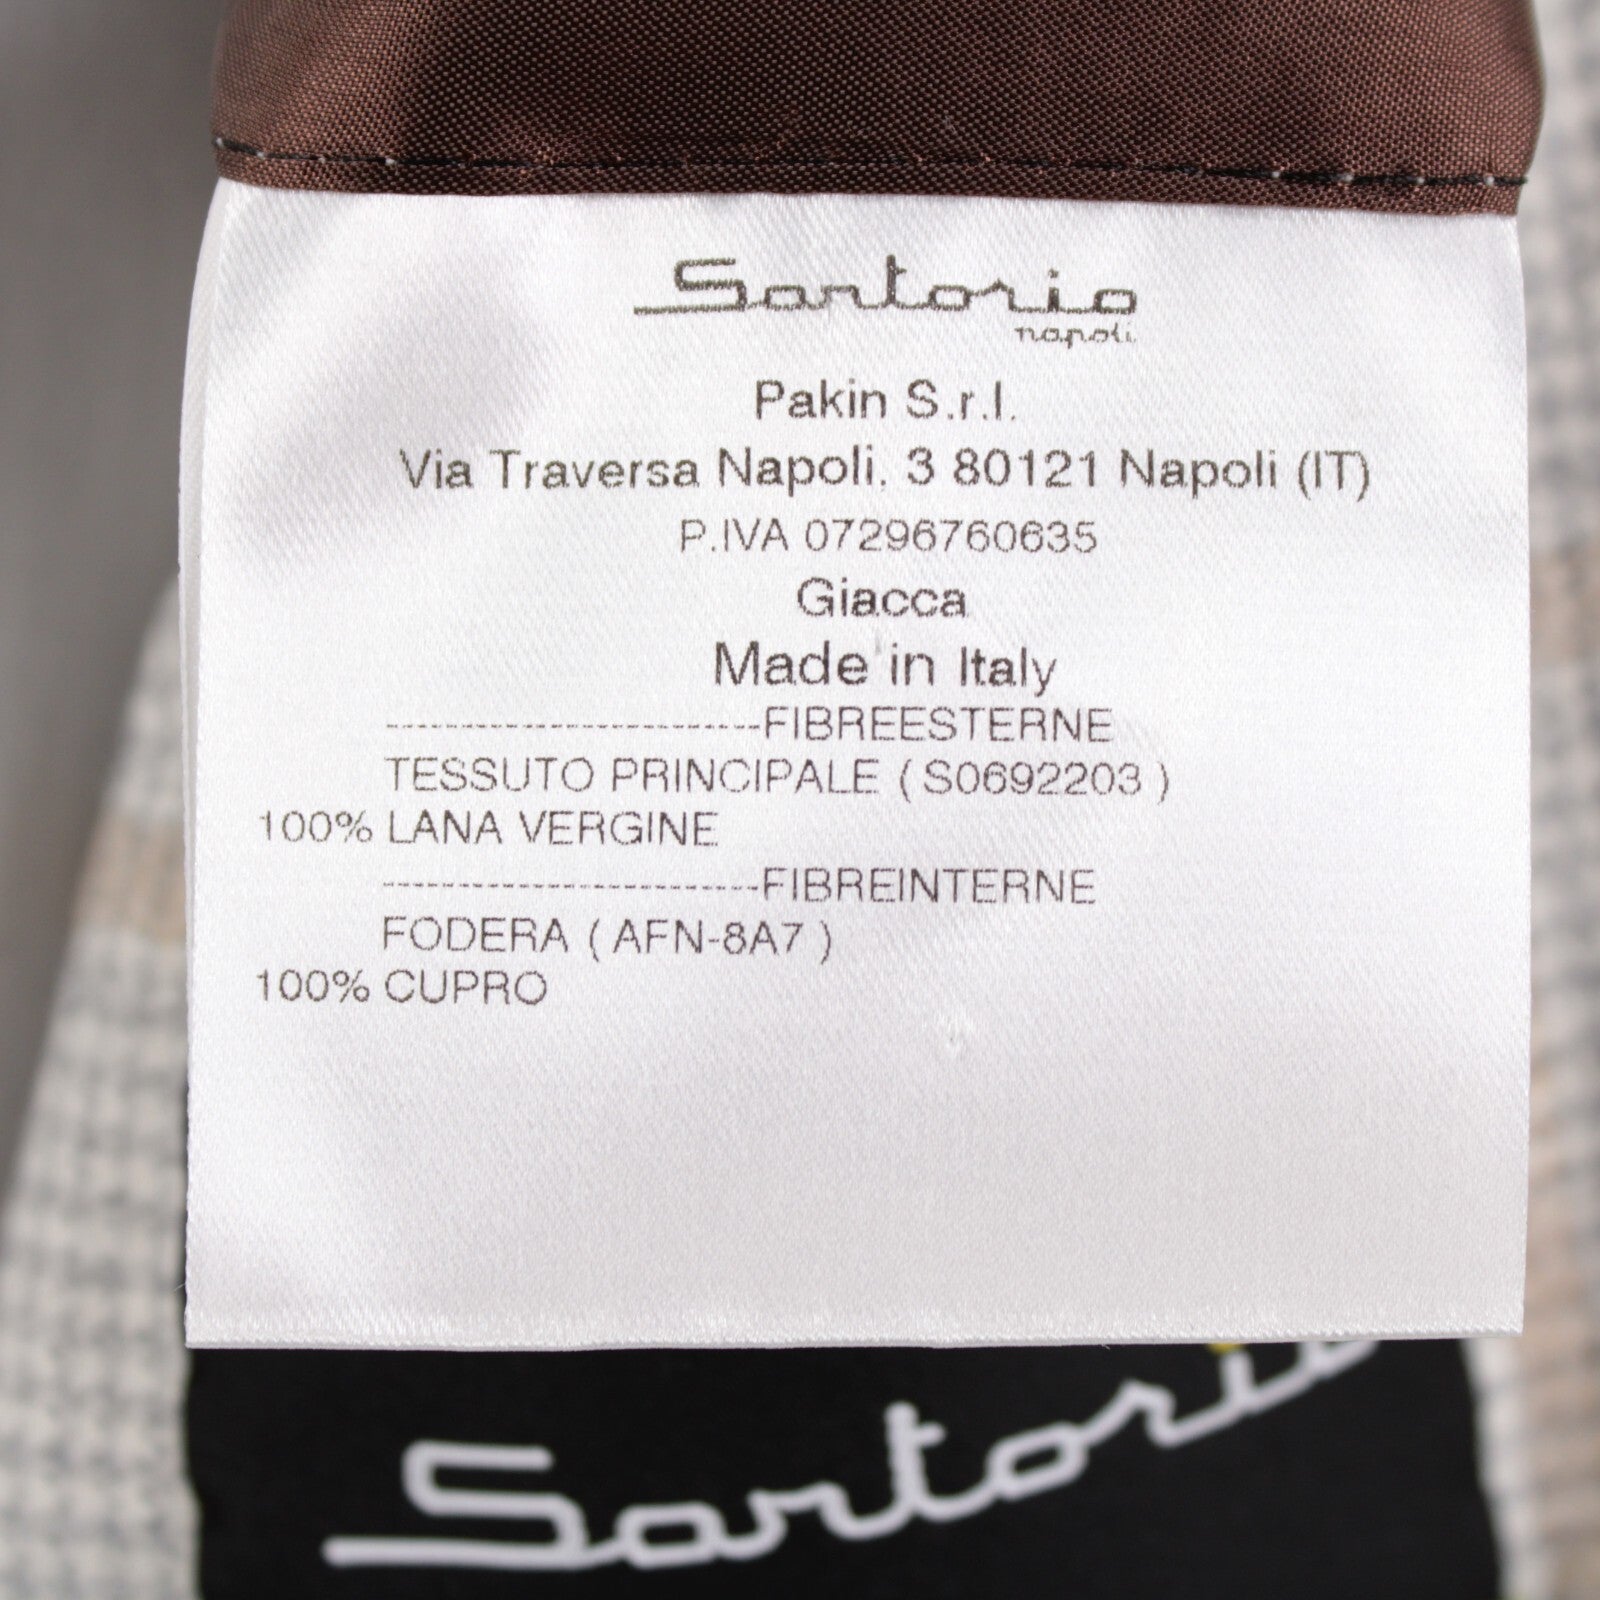 Sartorio
napoli
Pakin S.r.l.
Via Traversa Napoli, 3 80121 Napoli (IT)
P.IVA 07296760635
Giacca
Made in Italy
-------------------------FIBREESTERNE
TESSUTO PRINCIPALE ( S0692203 )
100% LANA VERGINE
-------------------------FIBREINTERNE
FODERA ( AFN-8A7 )
100% CUPRO
Sartorio